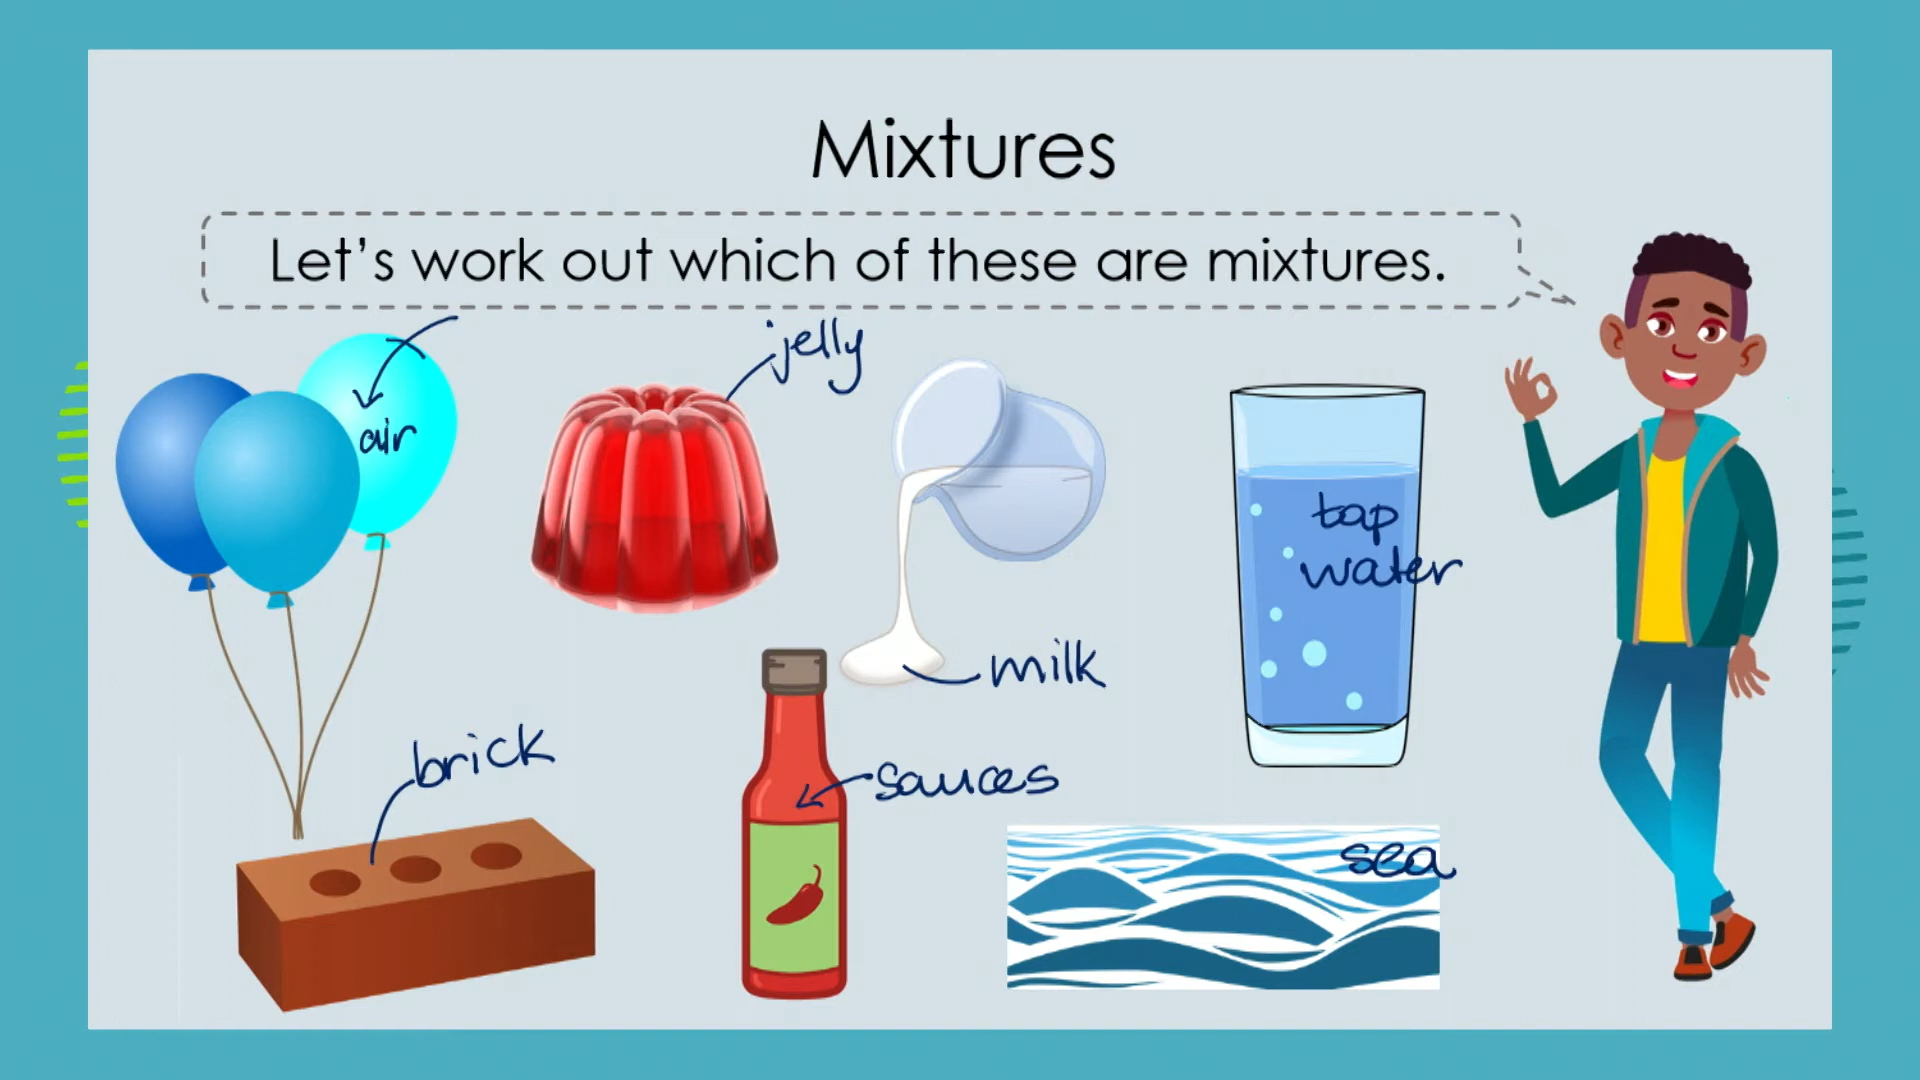 Mixtures
Let's work out which of these are mixtures.
jelly
air
tap
water
milk
brick
sauces
sea